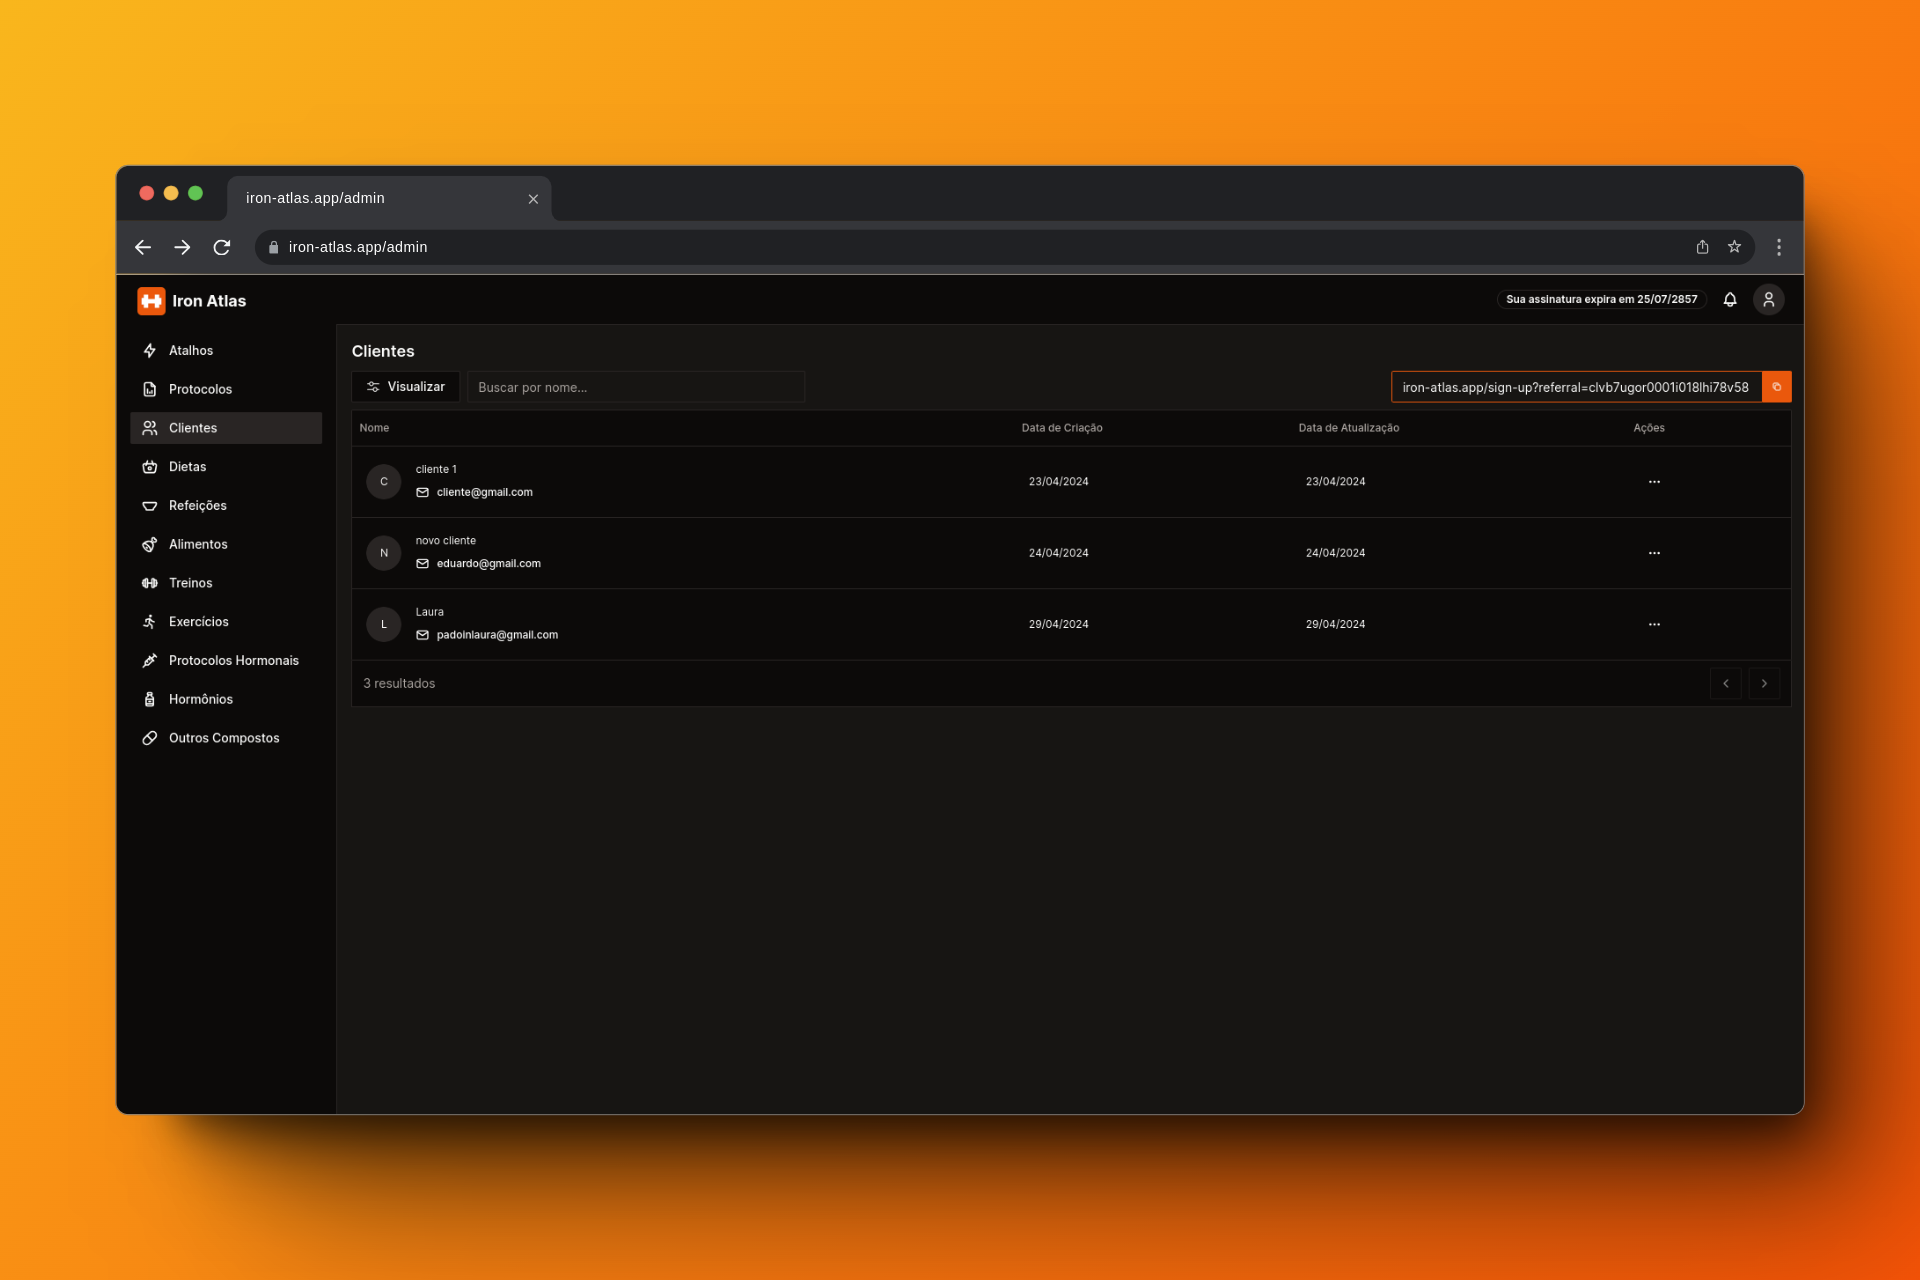 iron-atlas.app/admin
iron-atlas.app/admin
Iron Atlas
Sua assinatura expira em 25/07/2857
Atalhos
Protocolos
Clientes
Dietas
Refeições
Alimentos
Treinos
Exercícios
Protocolos Hormonais
Hormônios
Outros Compostos
Clientes
Visualizar
Buscar por nome...
iron-atlas.app/sign-up?referral=clvb7ugor0001i018lhi78v58
Nome Data de Criação Data de Atualização Ações
C
cliente 1
cliente@gmail.com
23/04/2024 23/04/2024
N
novo cliente
eduardo@gmail.com
24/04/2024 24/04/2024
L
Laura
padoinlaura@gmail.com
29/04/2024 29/04/2024
3 resultados